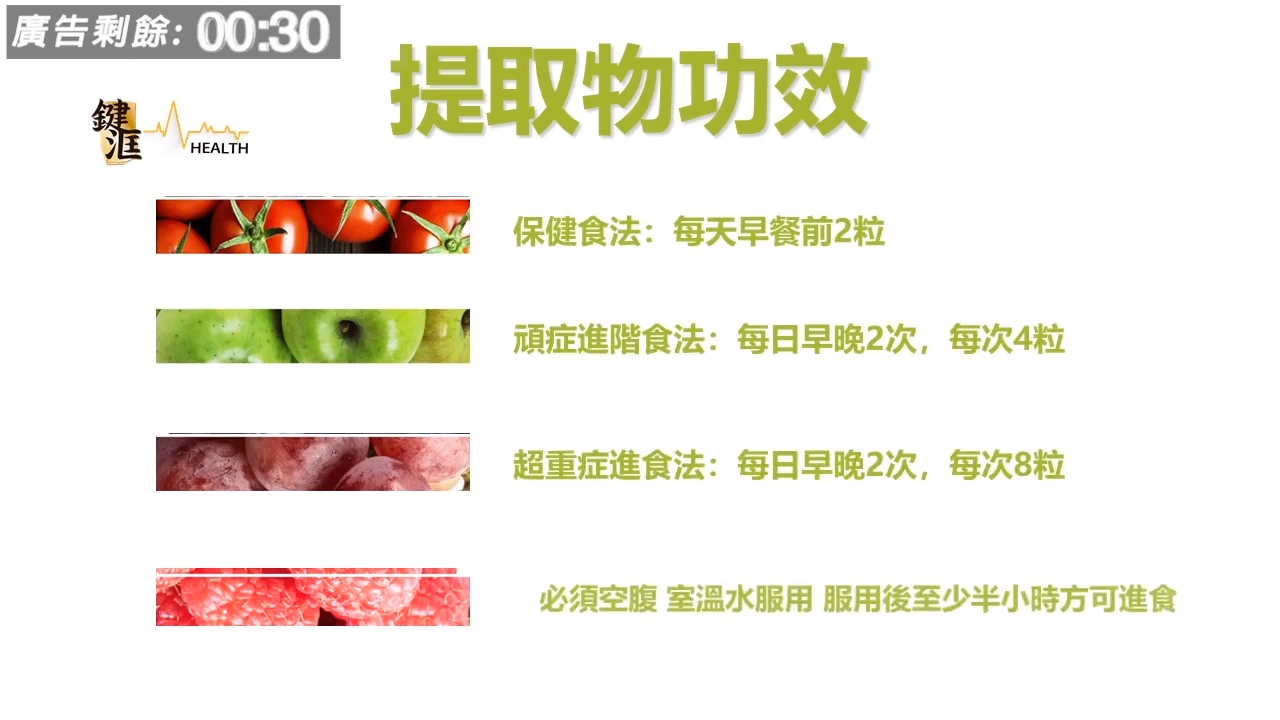 廣告剩餘: 00:30
提取物功效
鍵
滙
HEALTH
保健食法：每天早餐前2粒
頑症進階食法：每日早晚2次，每次4粒
超重症進食法：每日早晚2次，每次8粒
必須空腹 室溫水服用 服用後至少半小時方可進食